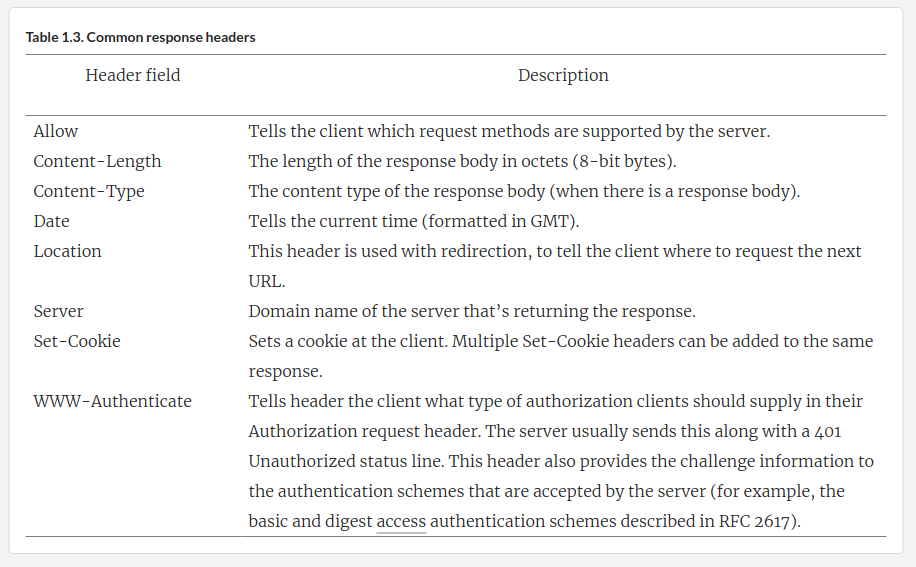 Table 1.3. Common response headers
Header field Description
Allow Tells the client which request methods are supported by the server.
Content-Length The length of the response body in octets (8-bit bytes).
Content-Type The content type of the response body (when there is a response body).
Date Tells the current time (formatted in GMT).
Location This header is used with redirection, to tell the client where to request the next
URL.
Server Domain name of the server that’s returning the response.
Set-Cookie Sets a cookie at the client. Multiple Set-Cookie headers can be added to the same
response.
WWW-Authenticate Tells header the client what type of authorization clients should supply in their
Authorization request header. The server usually sends this along with a 401
Unauthorized status line. This header also provides the challenge information to
the authentication schemes that are accepted by the server (for example, the
basic and digest access authentication schemes described in RFC 2617).